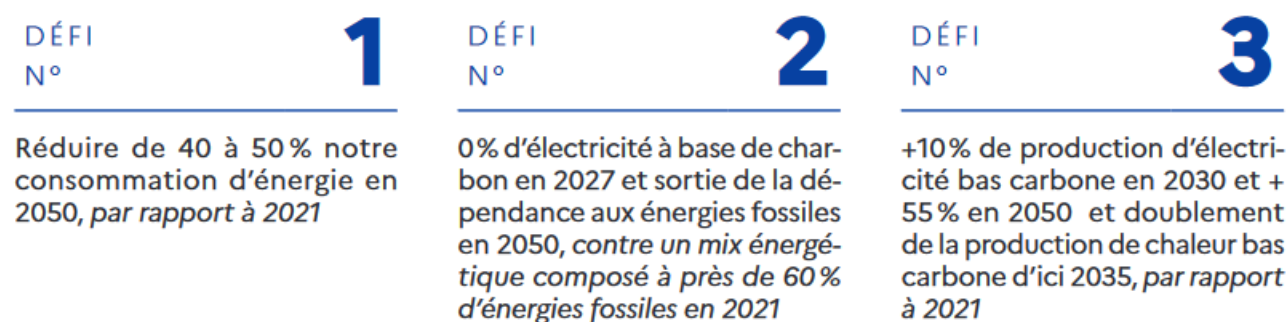 DÉFI
N° 1
Réduire de 40 à 50 % notre
consommation d'énergie en
2050, par rapport à 2021
DÉFI
N° 2
0 % d'électricité à base de char-
bon en 2027 et sortie de la dé-
pendance aux énergies fossiles
en 2050, contre un mix énergé-
tique composé à près de 60 %
d'énergies fossiles en 2021
DÉFI
N° 3
+10 % de production d'électri-
cité bas carbone en 2030 et +
55 % en 2050 et doublement
de la production de chaleur bas
carbone d'ici 2035, par rapport
à 2021